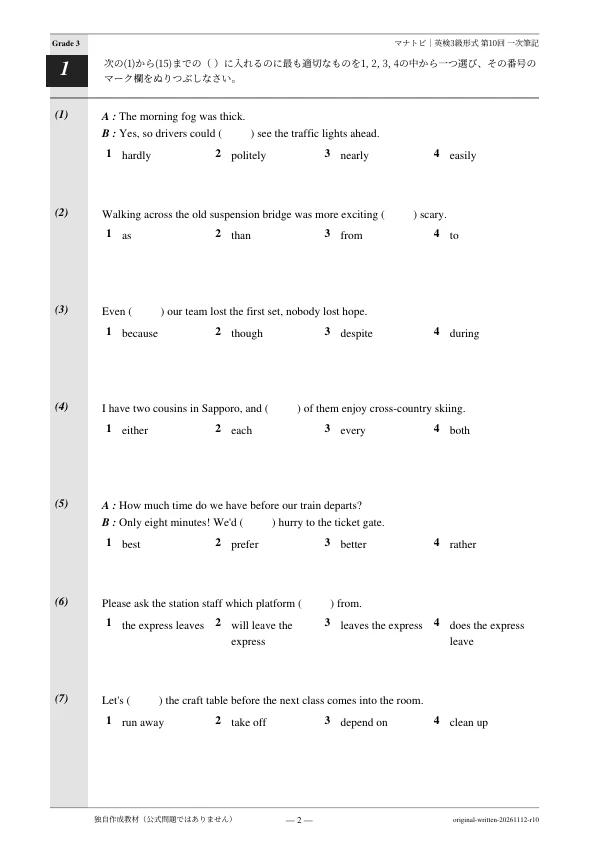 Grade 3
マナトビ｜英検3級形式 第10回 一次筆記
1
次の(1)から(15)までの ( ) に入れるのに最も適切なものを1, 2, 3, 4の中から一つ選び、その番号の
マーク欄をぬりつぶしなさい。
(1)
A : The morning fog was thick.
B : Yes, so drivers could (    ) see the traffic lights ahead.
1 hardly 2 politely 3 nearly 4 easily
(2)
Walking across the old suspension bridge was more exciting (    ) scary.
1 as 2 than 3 from 4 to
(3)
Even (    ) our team lost the first set, nobody lost hope.
1 because 2 though 3 despite 4 during
(4)
I have two cousins in Sapporo, and (    ) of them enjoy cross-country skiing.
1 either 2 each 3 every 4 both
(5)
A : How much time do we have before our train departs?
B : Only eight minutes! We'd (    ) hurry to the ticket gate.
1 best 2 prefer 3 better 4 rather
(6)
Please ask the station staff which platform (    ) from.
1 the express leaves 2 will leave the express 3 leaves the express 4 does the express leave
(7)
Let's (    ) the craft table before the next class comes into the room.
1 run away 2 take off 3 depend on 4 clean up
独自作成教材（公式問題ではありません）
— 2 —
original-written-20261112-r10